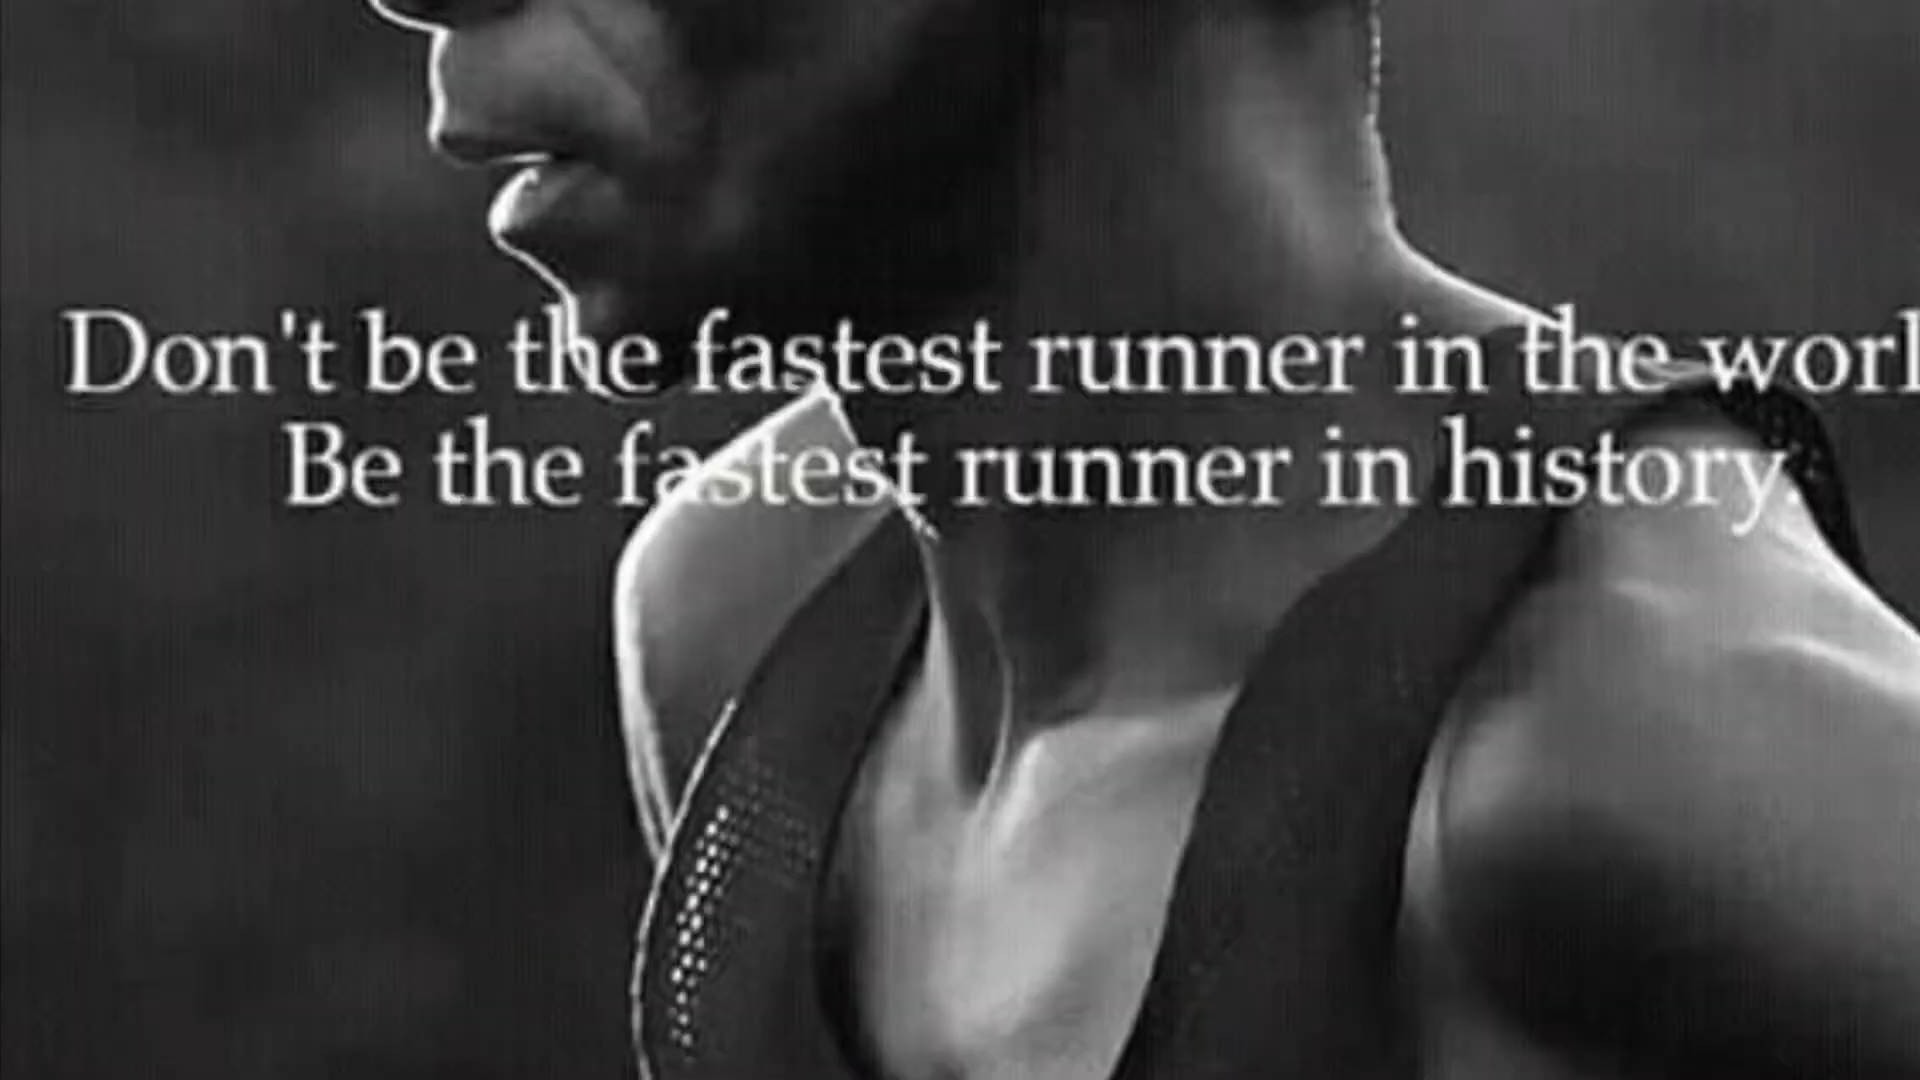 Don't be the fastest runner in the worl
Be the fastest runner in history.